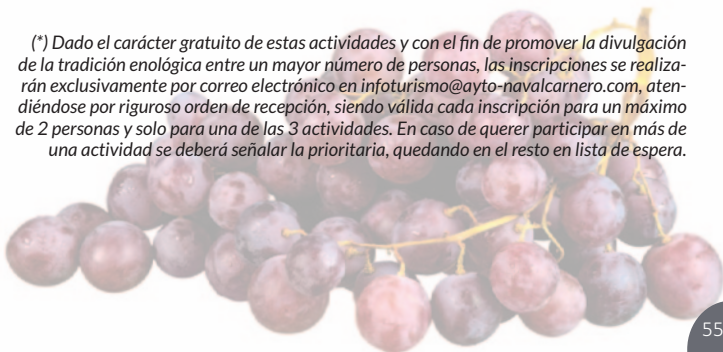 (*) Dado el carácter gratuito de estas actividades y con el fin de promover la divulgación
de la tradición enológica entre un mayor número de personas, las inscripciones se realiza-
rán exclusivamente por correo electrónico en infoturismo@ayto-navalcarnero.com, aten-
diéndose por riguroso orden de recepción, siendo válida cada inscripción para un máximo
de 2 personas y solo para una de las 3 actividades. En caso de querer participar en más de
una actividad se deberá señalar la prioritaria, quedando en el resto en lista de espera.
55